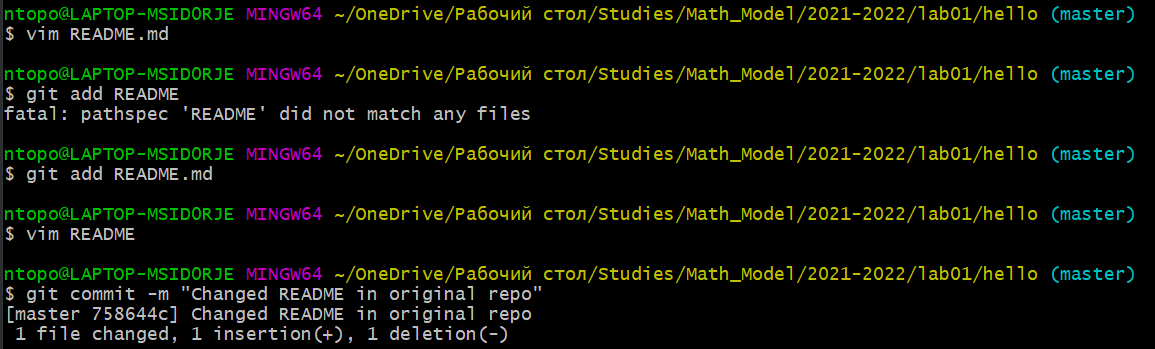 ntopo@LAPTOP-MSIDORJE MINGW64 ~/OneDrive/Рабочий стол/Studies/Math_Model/2021-2022/lab01/hello (master)
$ vim README.md
ntopo@LAPTOP-MSIDORJE MINGW64 ~/OneDrive/Рабочий стол/Studies/Math_Model/2021-2022/lab01/hello (master)
$ git add README
fatal: pathspec 'README' did not match any files
ntopo@LAPTOP-MSIDORJE MINGW64 ~/OneDrive/Рабочий стол/Studies/Math_Model/2021-2022/lab01/hello (master)
$ git add README.md
ntopo@LAPTOP-MSIDORJE MINGW64 ~/OneDrive/Рабочий стол/Studies/Math_Model/2021-2022/lab01/hello (master)
$ vim README
ntopo@LAPTOP-MSIDORJE MINGW64 ~/OneDrive/Рабочий стол/Studies/Math_Model/2021-2022/lab01/hello (master)
$ git commit -m "Changed README in original repo"
[master 758644c] Changed README in original repo
 1 file changed, 1 insertion(+), 1 deletion(-)